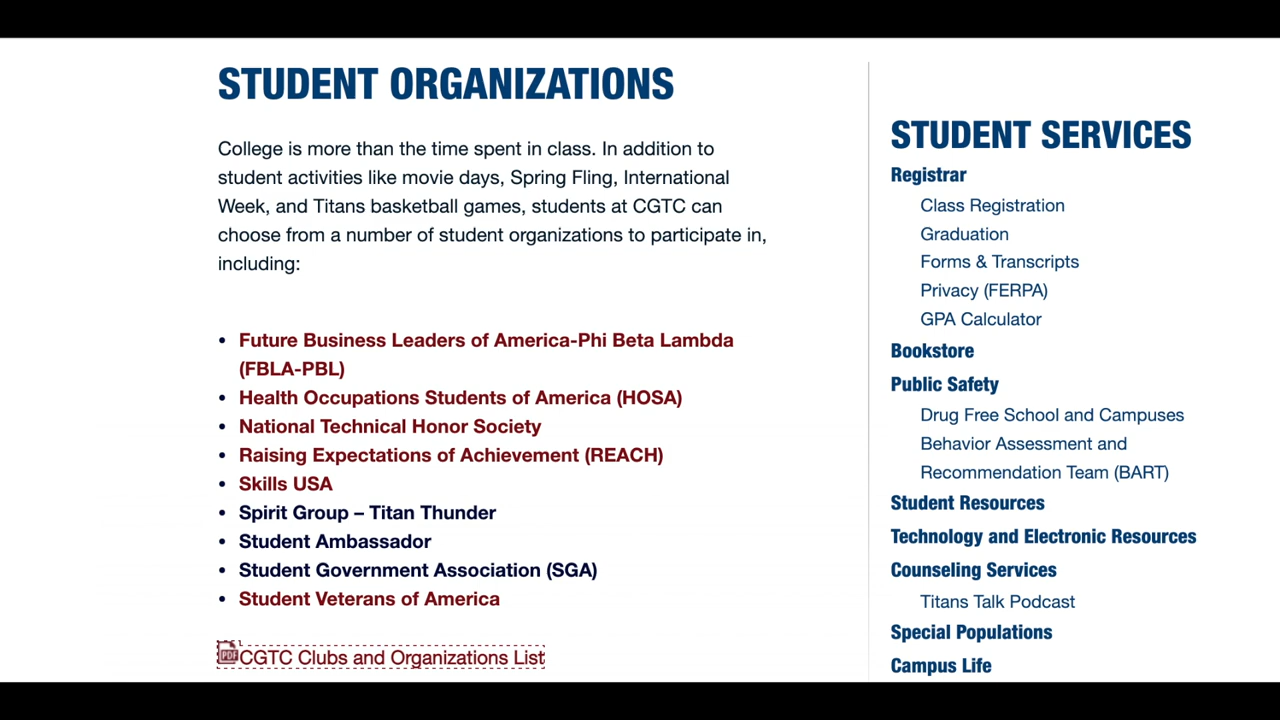 STUDENT ORGANIZATIONS
College is more than the time spent in class. In addition to
student activities like movie days, Spring Fling, International
Week, and Titans basketball games, students at CGTC can
choose from a number of student organizations to participate in,
including:
• Future Business Leaders of America-Phi Beta Lambda
(FBLA-PBL)
• Health Occupations Students of America (HOSA)
• National Technical Honor Society
• Raising Expectations of Achievement (REACH)
• Skills USA
• Spirit Group – Titan Thunder
• Student Ambassador
• Student Government Association (SGA)
• Student Veterans of America
PDF CGTC Clubs and Organizations List
STUDENT SERVICES
Registrar
Class Registration
Graduation
Forms & Transcripts
Privacy (FERPA)
GPA Calculator
Bookstore
Public Safety
Drug Free School and Campuses
Behavior Assessment and
Recommendation Team (BART)
Student Resources
Technology and Electronic Resources
Counseling Services
Titans Talk Podcast
Special Populations
Campus Life